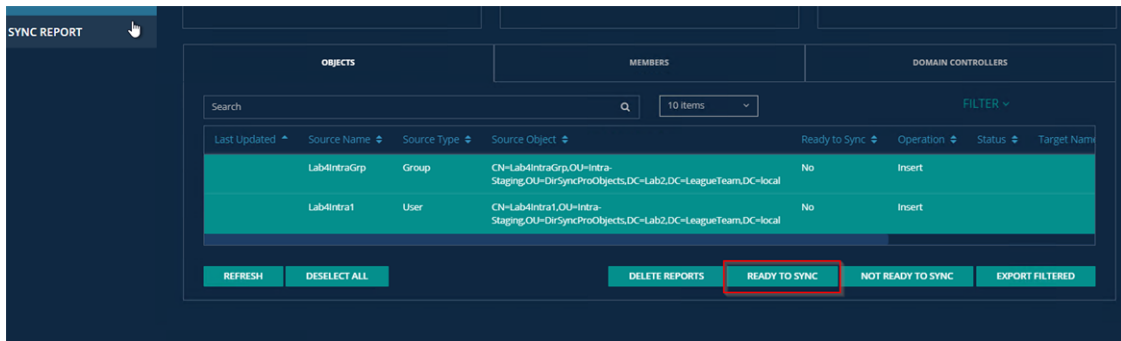 SYNC REPORT
OBJECTS MEMBERS DOMAIN CONTROLLERS
Search 10 items FILTER
Last Updated Source Name Source Type Source Object Ready to Sync Operation Status Target Name
Lab4IntraGrp Group CN=Lab4IntraGrp,OU=Intra- No Insert
Staging,OU=DirSyncProObjects,DC=Lab2,DC=LeagueTeam,DC=local
Lab4Intra1 User CN=Lab4Intra1,OU=Intra- No Insert
Staging,OU=DirSyncProObjects,DC=Lab2,DC=LeagueTeam,DC=local
REFRESH DESELECT ALL DELETE REPORTS READY TO SYNC NOT READY TO SYNC EXPORT FILTERED